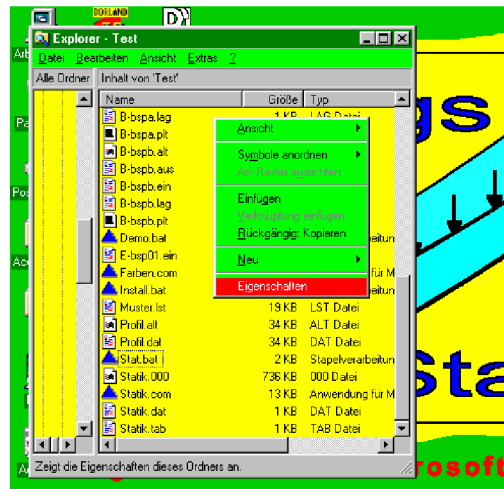 BORLAND
D
Explorer - Test
Datei Bearbeiten Ansicht Extras ?
Alle Ordner Inhalt von 'Test'
Name Größe Typ
B-bspa.lag 1 KB LAG Datei
B-bspa.plt
B-bspb.alt
B-bspb.aus
B-bspb.ein
B-bspb.lag
B-bspb.plt
Demo.bat
E-bsp01.ein
Farben.com
Install.bat
Muster.lst 19 KB LST Datei
Profil.alt 34 KB ALT Datei
Profil.dat 34 KB DAT Datei
Stat.bat 2 KB Stapelverarbeitun
Statik.000 736 KB 000 Datei
Statik.com 13 KB Anwendung für M
Statik.dat 1 KB DAT Datei
Statik.tab 1 KB TAB Datei
Ansicht
Symbole anordnen
Am Raster ausrichten
Einfügen
Verknüpfung einfügen
Rückgängig: Kopieren
Neu
Eigenschaften
Zeigt die Eigenschaften dieses Ordners an.
gs
Sta
rosoft